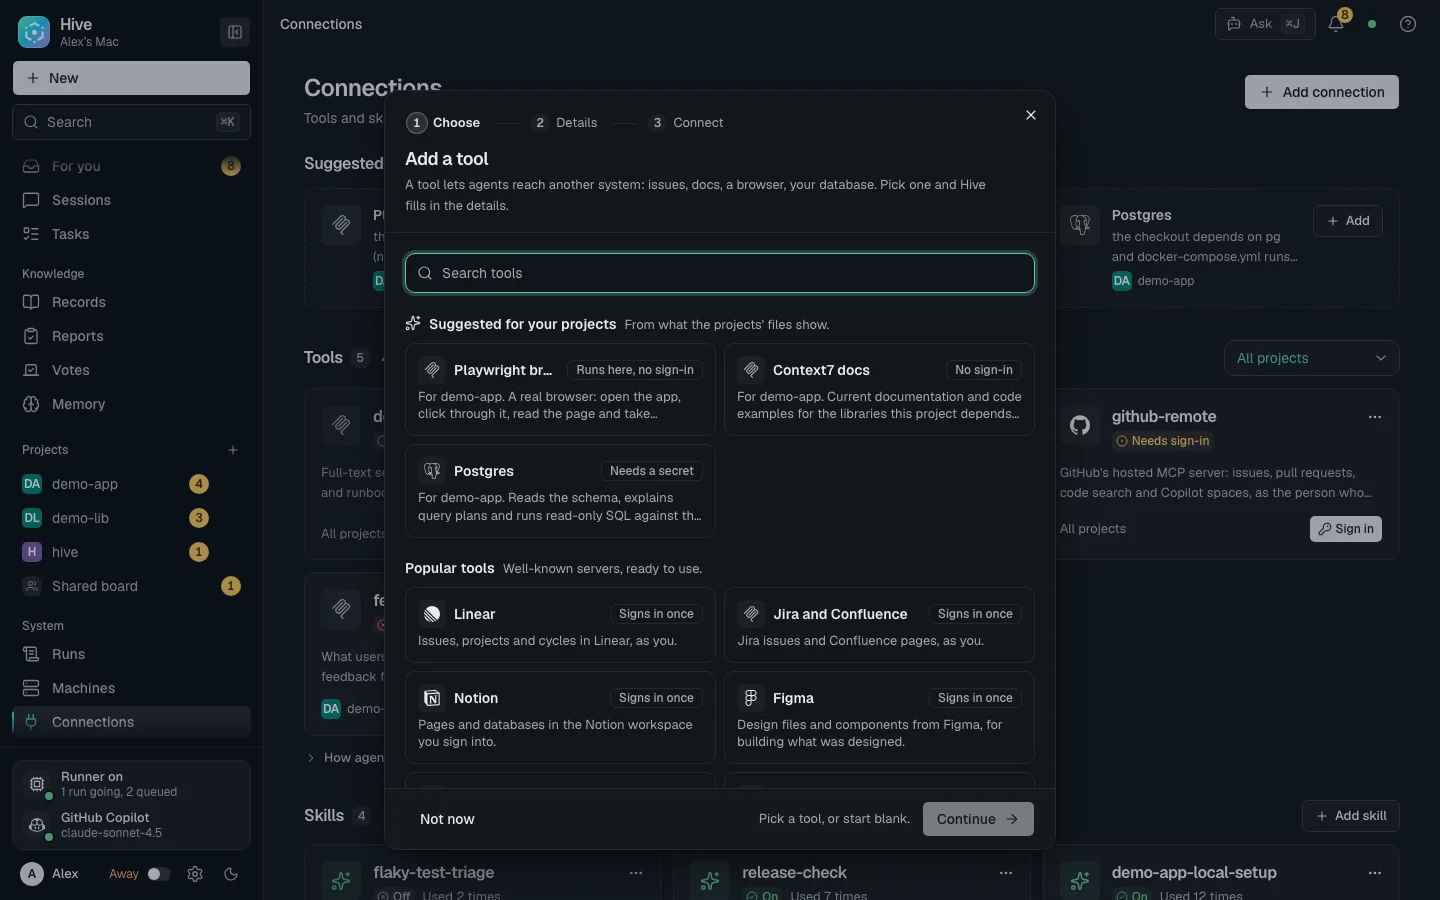 Hive
Alex's Mac
New
Search ⌘K
For you 8
Sessions
Tasks
Knowledge
Records
Reports
Votes
Memory
Projects
DA demo-app 4
DL demo-lib 3
H hive 1
Shared board 1
System
Runs
Machines
Connections
Runner on
1 run going, 2 queued
GitHub Copilot
claude-sonnet-4.5
A Alex Away
Connections
Ask ⌘J
8
Connections
Tools and sk
Add connection
Suggested
Postgres
the checkout depends on pg
and docker-compose.yml runs…
DA demo-app
Add
Tools 5
All projects
Full-text se
and runboo
All projects
github-remote
Needs sign-in
GitHub's hosted MCP server: issues, pull requests,
code search and Copilot spaces, as the person who…
All projects
Sign in
What users
feedback f
DA demo-
How agen
Skills 4
Add skill
flaky-test-triage
Off Used 2 times
release-check
On Used 7 times
demo-app-local-setup
On Used 12 times
1 Choose
2 Details
3 Connect
Add a tool
A tool lets agents reach another system: issues, docs, a browser, your database. Pick one and Hive
fills in the details.
Search tools
Suggested for your projects From what the projects' files show.
Playwright br… Runs here, no sign-in
For demo-app. A real browser: open the app,
click through it, read the page and take…
Context7 docs No sign-in
For demo-app. Current documentation and code
examples for the libraries this project depends…
Postgres Needs a secret
For demo-app. Reads the schema, explains
query plans and runs read-only SQL against th…
Popular tools Well-known servers, ready to use.
Linear Signs in once
Issues, projects and cycles in Linear, as you.
Jira and Confluence Signs in once
Jira issues and Confluence pages, as you.
Notion Signs in once
Pages and databases in the Notion workspace
you sign into.
Figma Signs in once
Design files and components from Figma, for
building what was designed.
Not now
Pick a tool, or start blank.
Continue